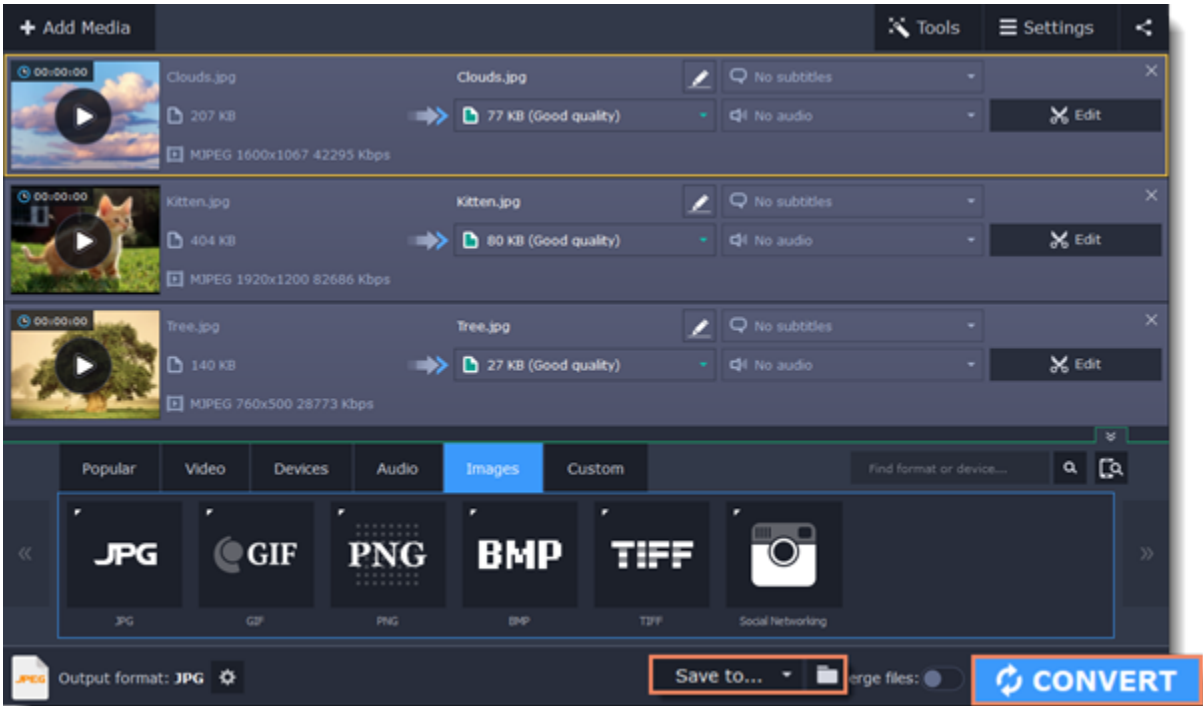 Add Media
Tools
Settings
00:00:00
Clouds.jpg
Clouds.jpg
No subtitles
207 KB
77 KB (Good quality)
No audio
Edit
MJPEG 1600x1067 42295 Kbps
00:00:00
Kitten.jpg
Kitten.jpg
No subtitles
404 KB
80 KB (Good quality)
No audio
Edit
MJPEG 1920x1200 82686 Kbps
00:00:00
Tree.jpg
Tree.jpg
No subtitles
140 KB
27 KB (Good quality)
No audio
Edit
MJPEG 760x500 28773 Kbps
Popular
Video
Devices
Audio
Images
Custom
Find format or device....
JPG
GIF
PNG
BMP
TIFF
JPG
GIF
PNG
BMP
TIFF
Social Networking
JPEG
Output format: JPG
Save to...
erge files:
CONVERT